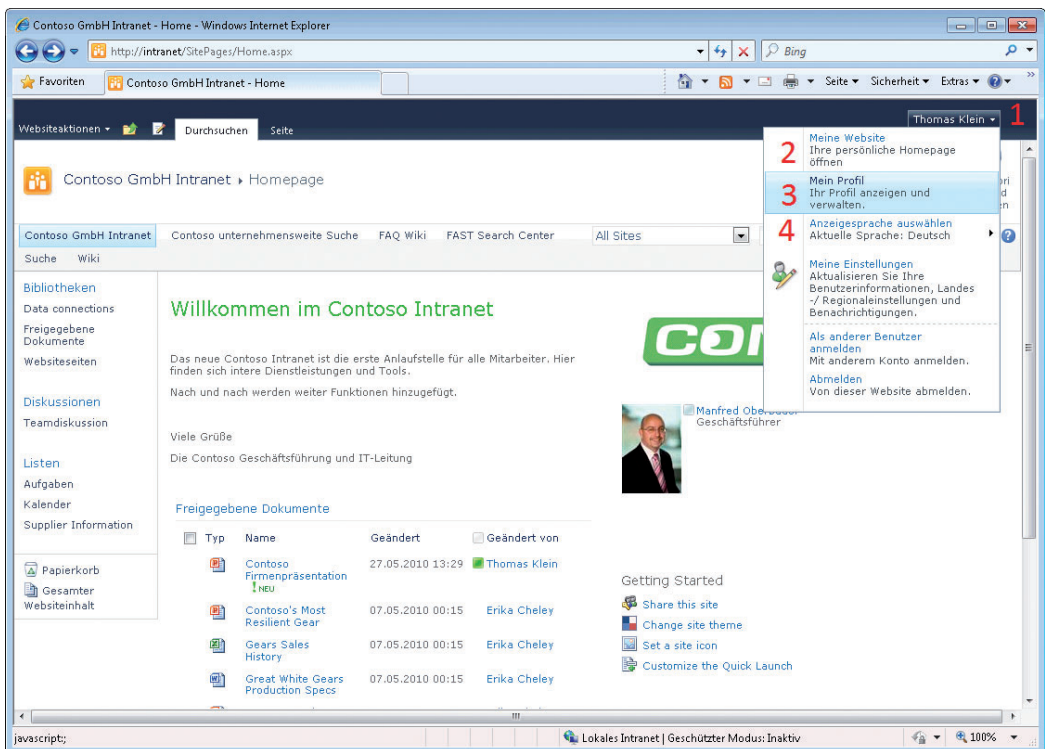 Contoso GmbH Intranet - Home - Windows Internet Explorer
http://intranet/SitePages/Home.aspx
Bing
Favoriten
Contoso GmbH Intranet - Home
Seite
Sicherheit
Extras
»
Websiteaktionen
Durchsuchen
Seite
Thomas Klein
1
Contoso GmbH Intranet ▸ Homepage
2
Meine Website
Ihre persönliche Homepage
öffnen
3
Mein Profil
Ihr Profil anzeigen und
verwalten.
4
Anzeigesprache auswählen
Aktuelle Sprache: Deutsch
Meine Einstellungen
Aktualisieren Sie Ihre
Benutzerinformationen, Landes
-/ Regionaleinstellungen und
Benachrichtigungen.
Als anderer Benutzer
anmelden
Mit anderem Konto anmelden.
Abmelden
Von dieser Website abmelden.
Contoso GmbH Intranet
Contoso unternehmensweite Suche
FAQ Wiki
FAST Search Center
All Sites
Suche
Wiki
Bibliotheken
Data connections
Freigegebene
Dokumente
Websiteseiten
Diskussionen
Teamdiskussion
Listen
Aufgaben
Kalender
Supplier Information
Papierkorb
Gesamter
Websiteinhalt
Willkommen im Contoso Intranet
Das neue Contoso Intranet ist die erste Anlaufstelle für alle Mitarbeiter. Hier
finden sich intere Dienstleistungen und Tools.
Nach und nach werden weiter Funktionen hinzugefügt.
Viele Grüße
Die Contoso Geschäftsführung und IT-Leitung
Manfred
Geschäftsführer
Freigegebene Dokumente
Typ Name Geändert Geändert von
Contoso 27.05.2010 13:29 Thomas Klein
Firmenpräsentation
! NEU
Contoso's Most 07.05.2010 00:15 Erika Cheley
Resilient Gear
Gears Sales 07.05.2010 00:15 Erika Cheley
History
Great White Gears 07.05.2010 00:15 Erika Cheley
Production Specs
Getting Started
Share this site
Change site theme
Set a site icon
Customize the Quick Launch
javascript:;
Lokales Intranet | Geschützter Modus: Inaktiv
100%